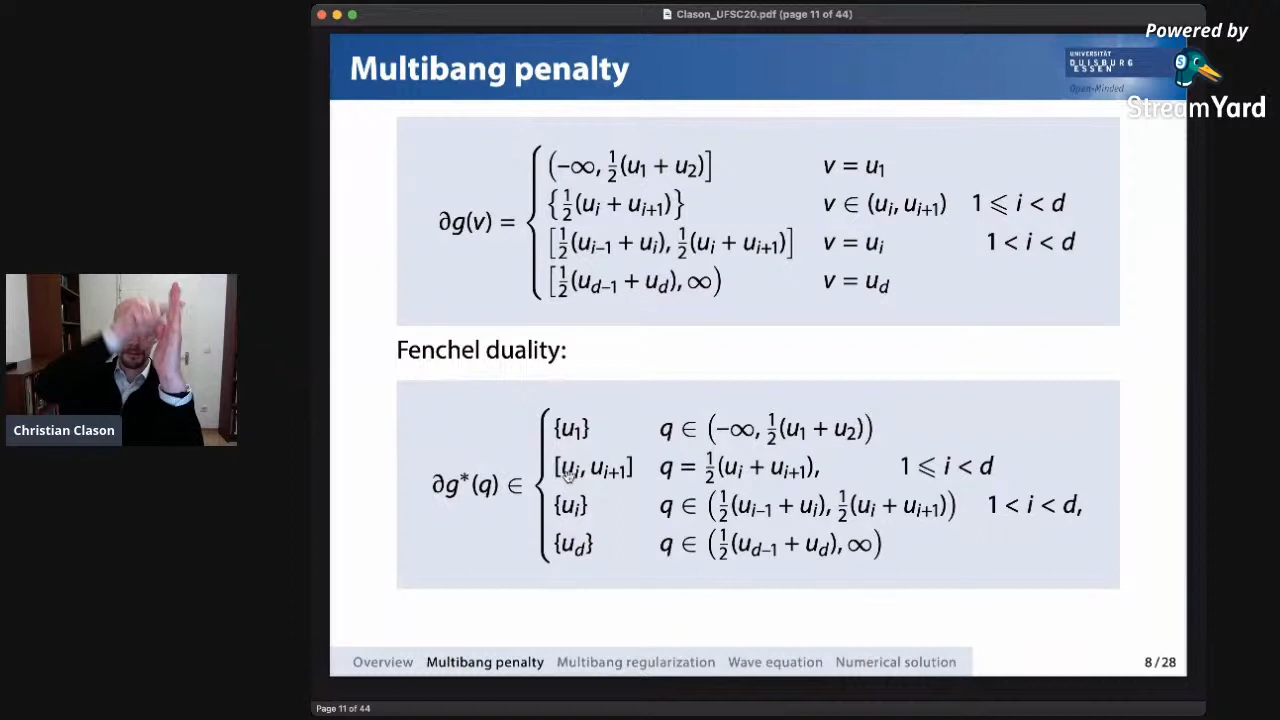 Clason_UFSC20.pdf (page 11 of 44)
Powered by
StreamYard
Multibang penalty
UNIVERSITÄT
DUISBURG
ESSEN
Open-Minded
∂g(v) = { (−∞, ½(u₁ + u₂)] v = u₁
{½(uᵢ + uᵢ₊₁)} v ∈ (uᵢ, uᵢ₊₁) 1 ⩽ i < d
[½(uᵢ₋₁ + uᵢ), ½(uᵢ + uᵢ₊₁)] v = uᵢ 1 < i < d
[½(u_{d−1} + u_d), ∞) v = u_d
Fenchel duality:
∂g*(q) ∈ { {u₁} q ∈ (−∞, ½(u₁ + u₂))
[uᵢ, uᵢ₊₁] q = ½(uᵢ + uᵢ₊₁), 1 ⩽ i < d
{uᵢ} q ∈ (½(uᵢ₋₁ + uᵢ), ½(uᵢ + uᵢ₊₁)) 1 < i < d,
{u_d} q ∈ (½(u_{d−1} + u_d), ∞)
Christian Clason
Overview Multibang penalty Multibang regularization Wave equation Numerical solution 8 / 28
Page 11 of 44